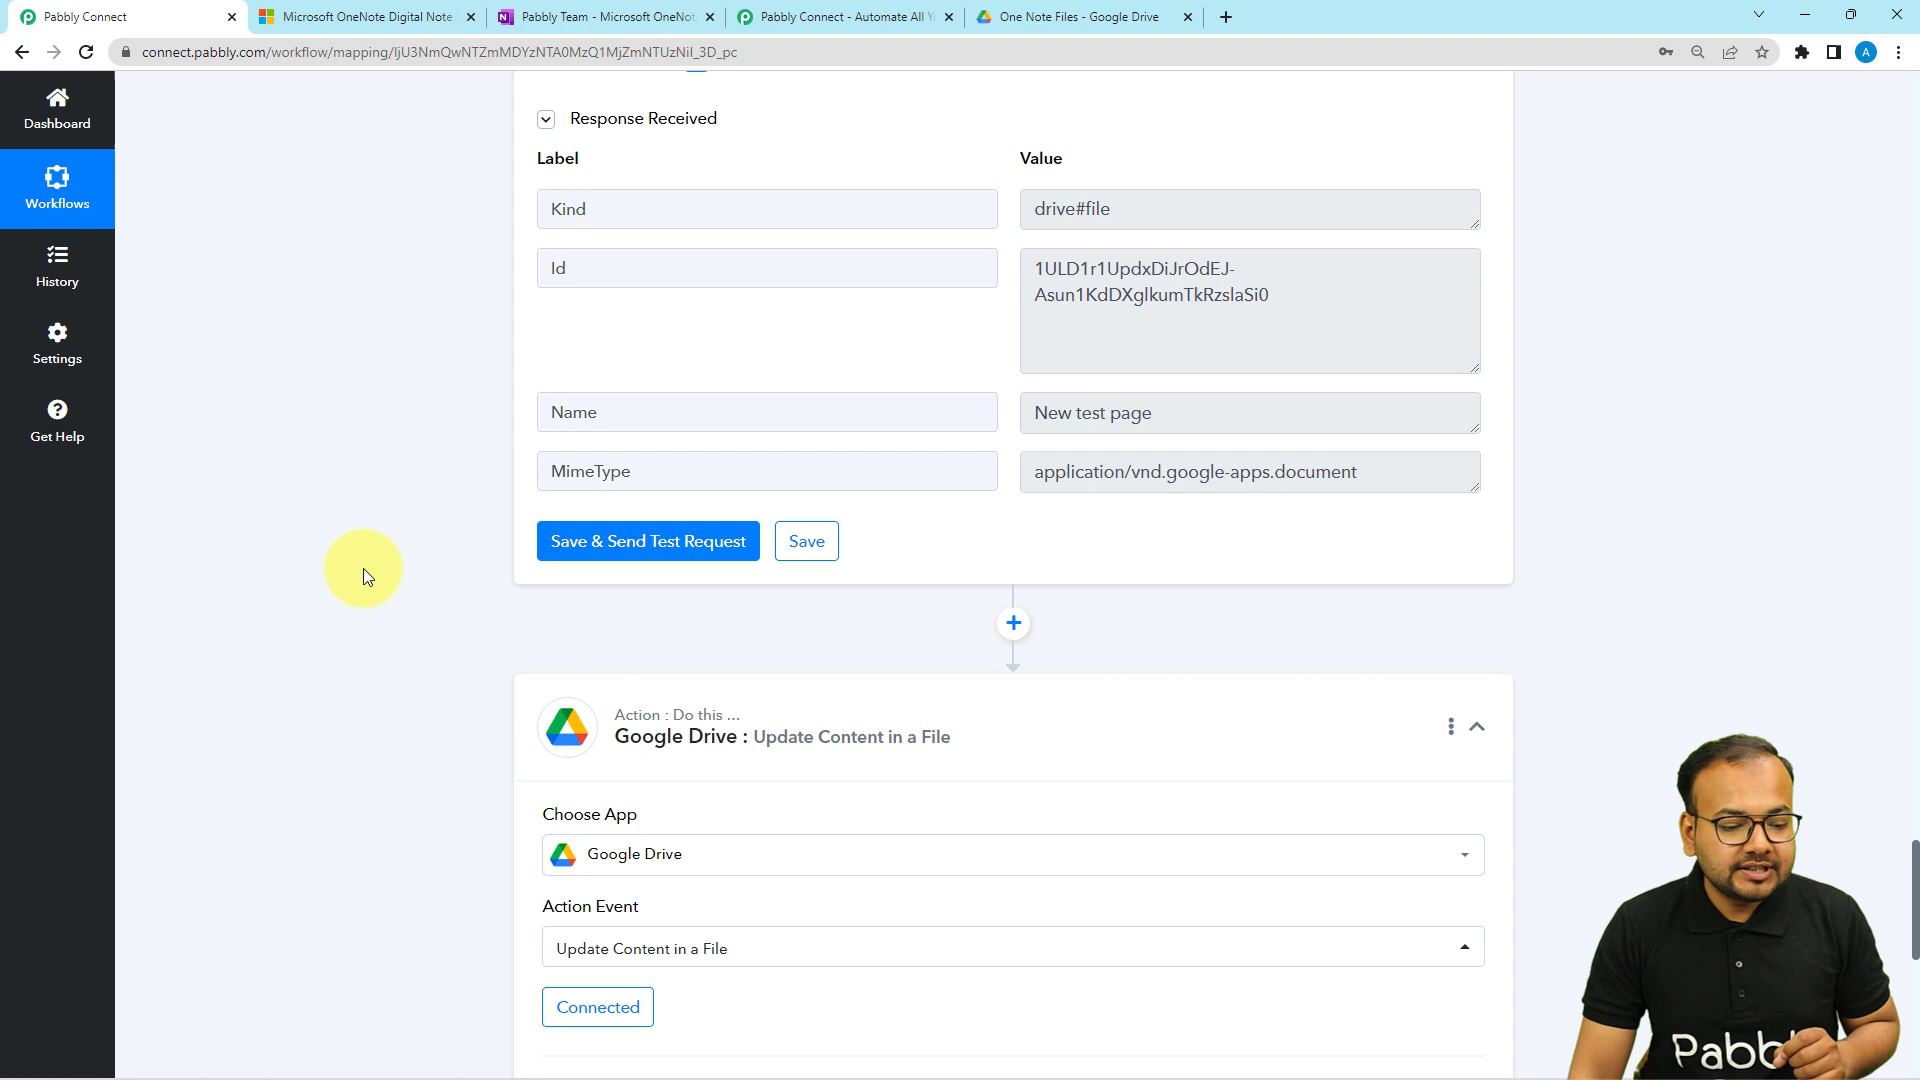 Pabbly Connect
Microsoft OneNote Digital Note
Pabbly Team - Microsoft OneNot
Pabbly Connect - Automate All Y
One Note Files - Google Drive
connect.pabbly.com/workflow/mapping/IjU3NmQwNTZmMDYzNTA0MzQ1MjZmNTUzNiI_3D_pc
A
Dashboard
Workflows
History
Settings
Get Help
Response Received
Label Value
Kind drive#file
Id 1ULD1r1UpdxDiJrOdEJ-
Asun1KdDXglkumTkRzslaSi0
Name New test page
MimeType application/vnd.google-apps.document
Save & Send Test Request Save
Action : Do this ...
Google Drive : Update Content in a File
Choose App
Google Drive
Action Event
Update Content in a File
Connected